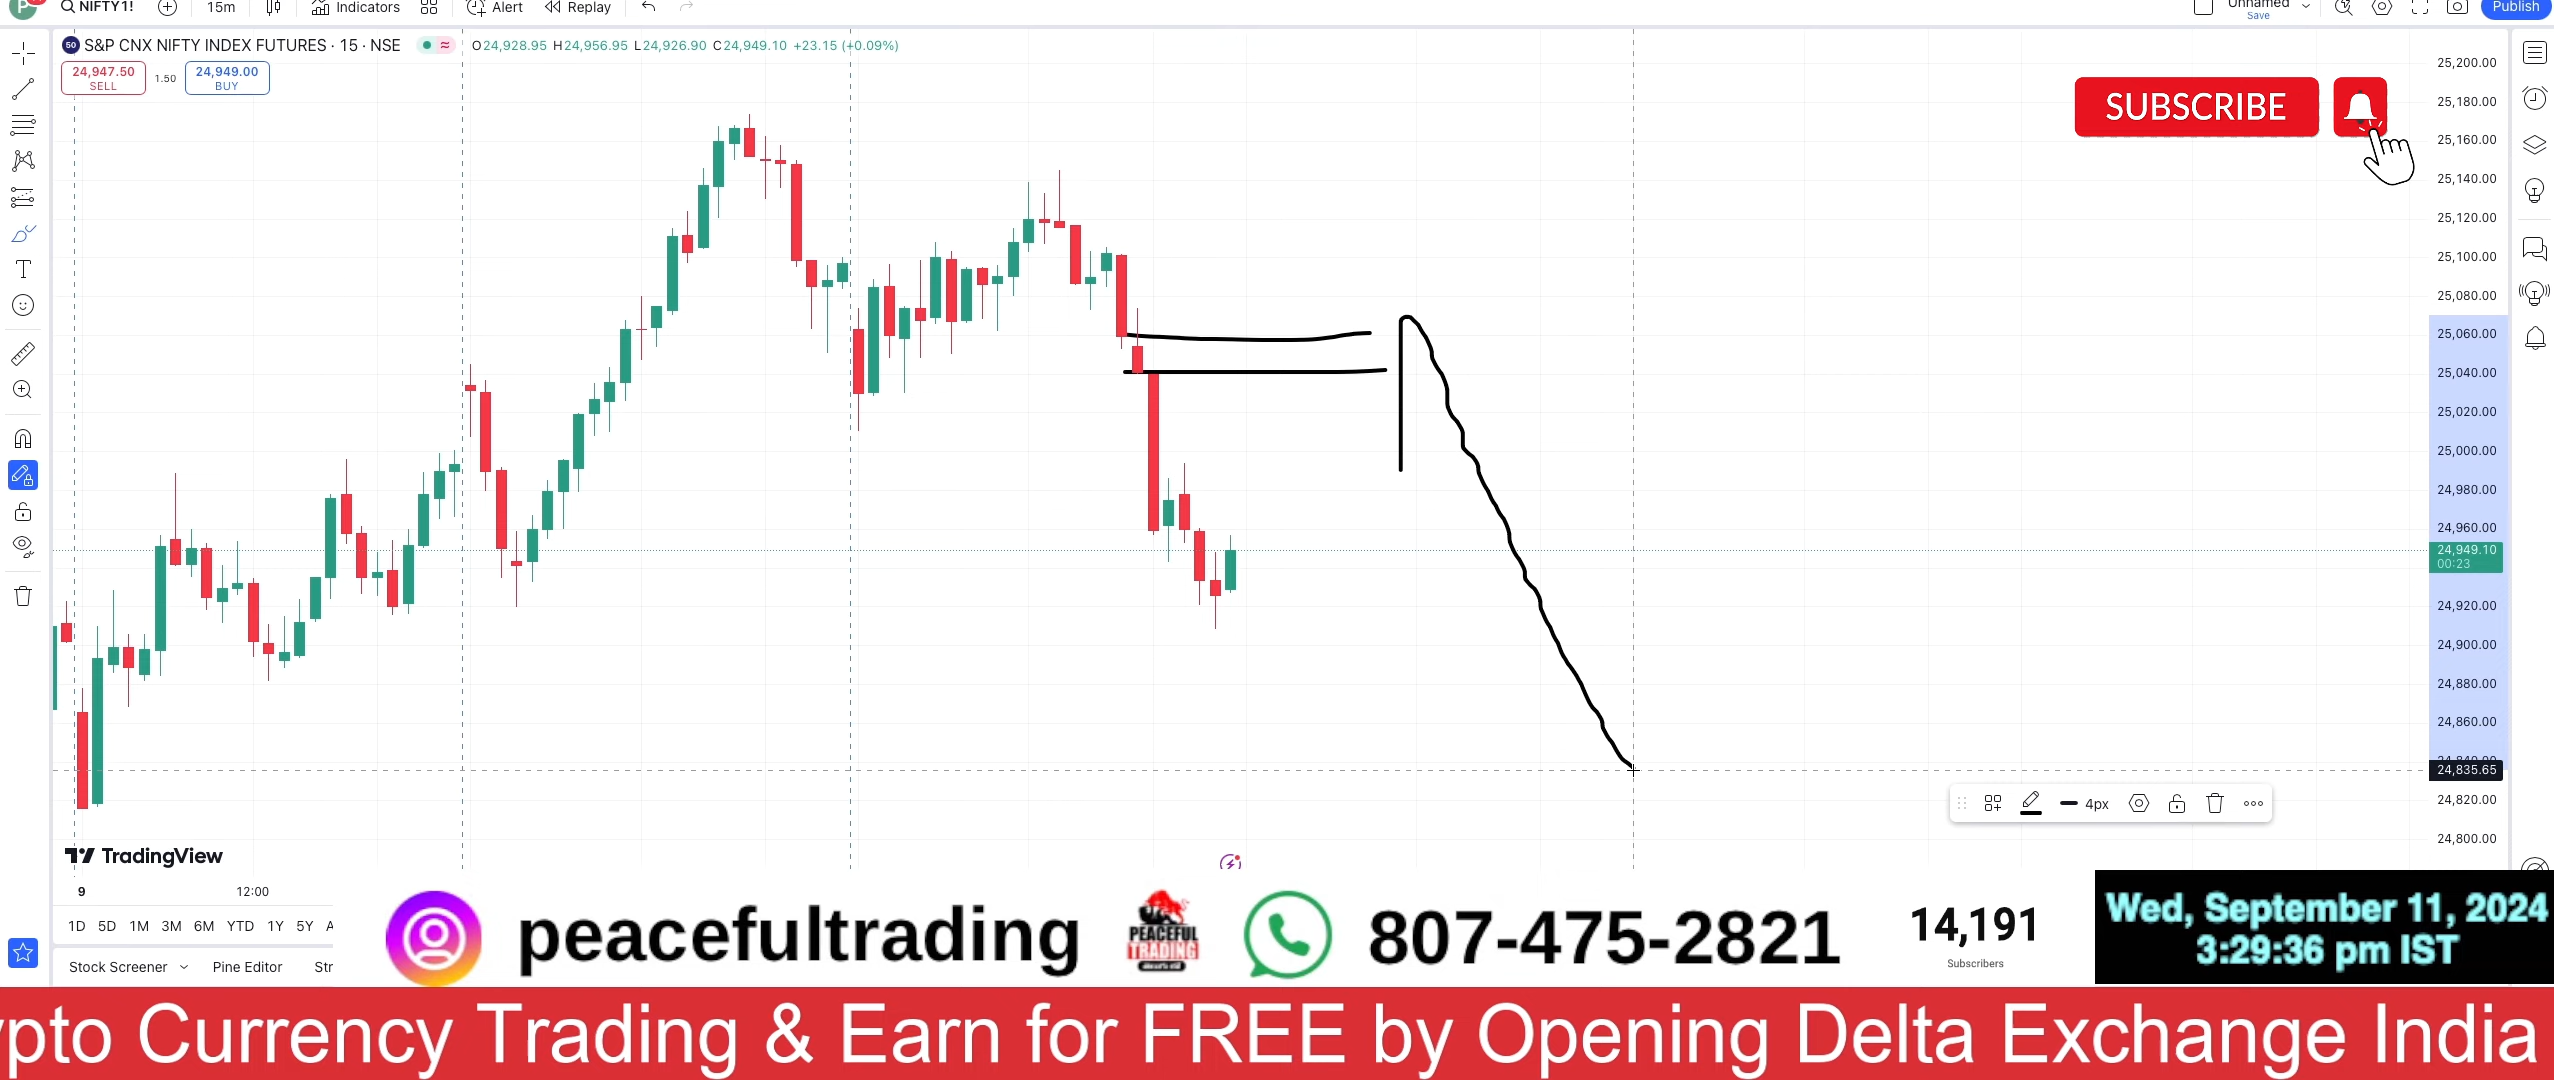 P NIFTY1! 15m Indicators Alert Replay Unnamed Save Publish
50 S&P CNX NIFTY INDEX FUTURES · 15 · NSE O24,928.95 H24,956.95 L24,926.90 C24,949.10 +23.15 (+0.09%)
24,947.50 SELL 1.50 24,949.00 BUY
SUBSCRIBE
25,200.00
25,180.00
25,160.00
25,140.00
25,120.00
25,100.00
25,080.00
25,060.00
25,040.00
25,020.00
25,000.00
24,980.00
24,960.00
24,949.10
00:23
24,920.00
24,900.00
24,880.00
24,860.00
24,835.65
24,820.00
24,800.00
4px
TradingView
9 12:00
1D 5D 1M 3M 6M YTD 1Y 5Y
Stock Screener Pine Editor
peacefultrading
PEACEFUL
TRADING
807-475-2821
14,191
Subscribers
Wed, September 11, 2024
3:29:36 pm IST
ypto Currency Trading & Earn for FREE by Opening Delta Exchange India